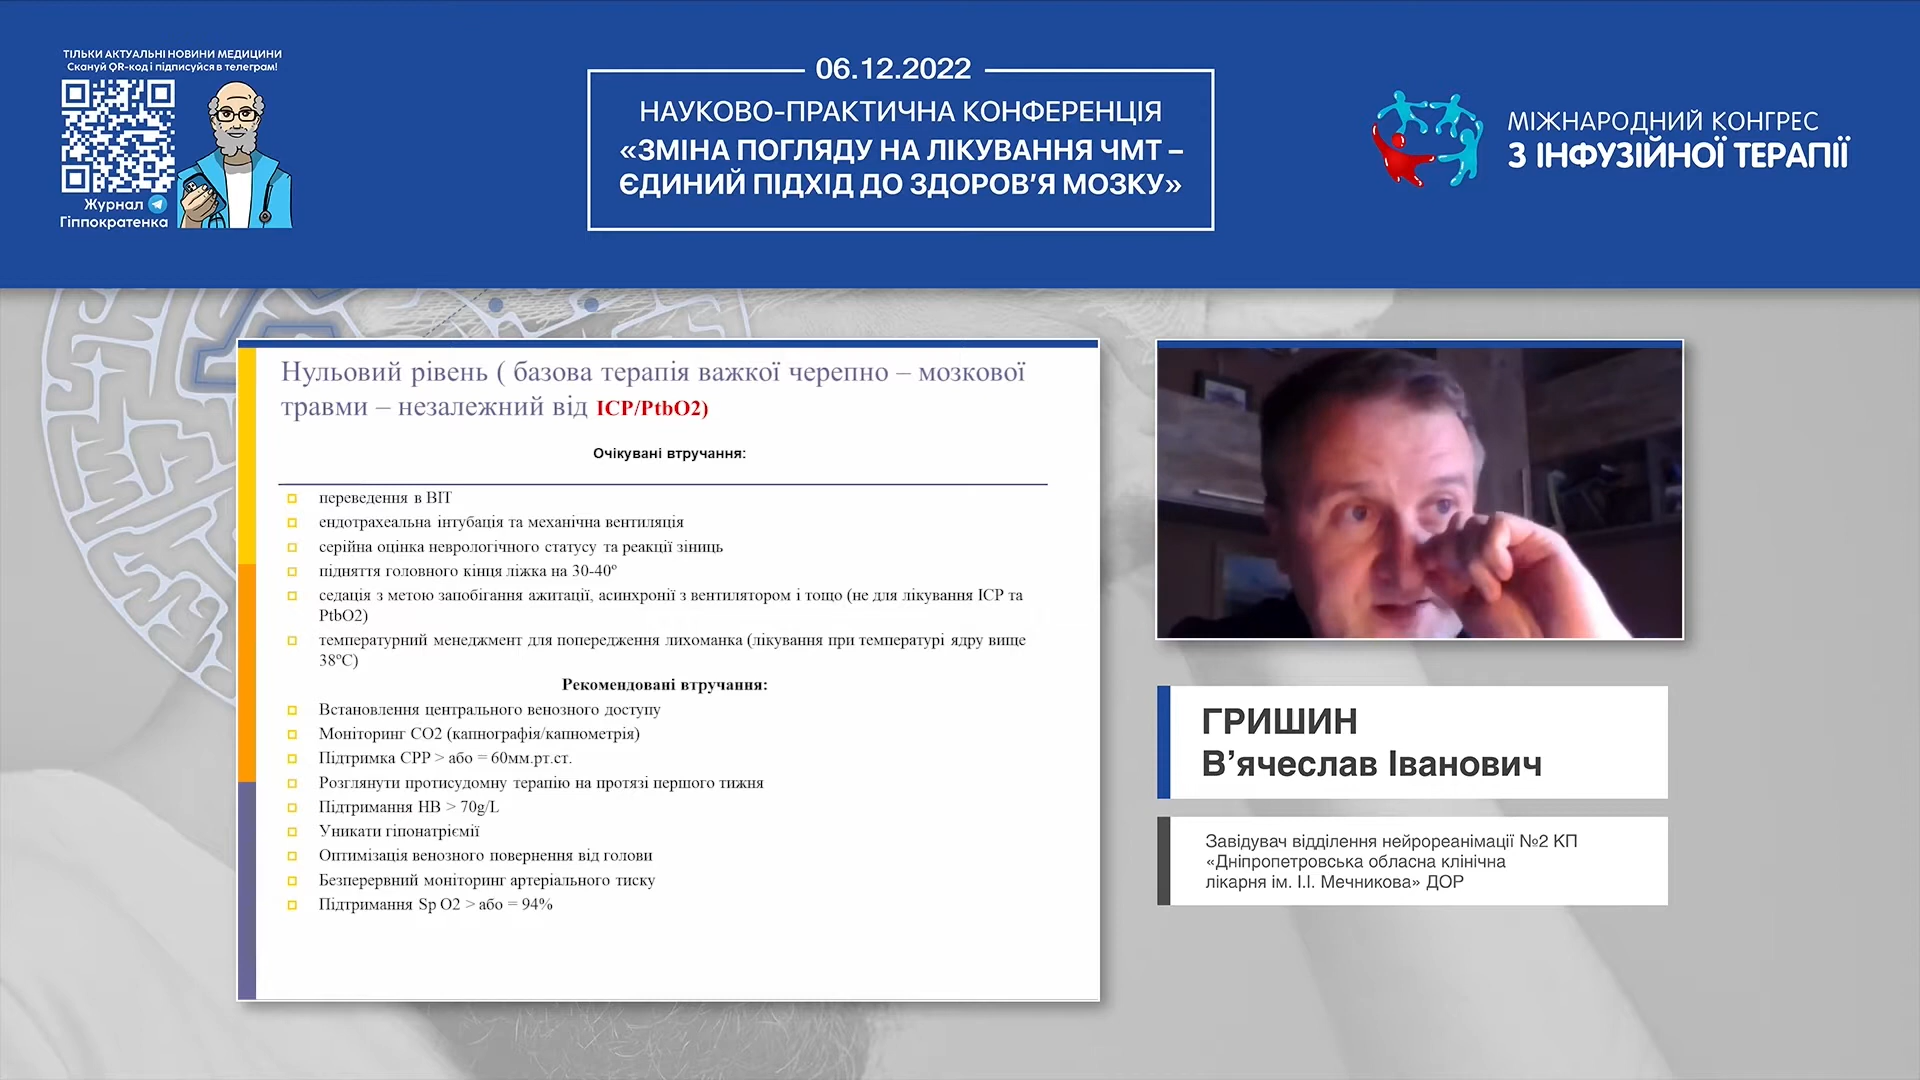 ТІЛЬКИ АКТУАЛЬНІ НОВИНИ МЕДИЦИНИ
Скануй QR-код і підписуйся в телеграм!
Журнал
Гіппократенка
06.12.2022
НАУКОВО-ПРАКТИЧНА КОНФЕРЕНЦІЯ
«ЗМІНА ПОГЛЯДУ НА ЛІКУВАННЯ ЧМТ –
ЄДИНИЙ ПІДХІД ДО ЗДОРОВ’Я МОЗКУ»
МІЖНАРОДНИЙ КОНГРЕС
З ІНФУЗІЙНОЇ ТЕРАПІЇ
Нульовий рівень ( базова терапія важкої черепно – мозкової
травми – незалежний від ICP/PtbO2)
Очікувані втручання:
переведення в ВІТ
ендотрахеальна інтубація та механічна вентиляція
серійна оцінка неврологічного статусу та реакції зіниць
підняття головного кінця ліжка на 30-40º
седація з метою запобігання ажитації, асинхронії з вентилятором і тощо (не для лікування ICP та
PtbO2)
температурний менеджмент для попередження лихоманка (лікування при температурі ядру вище
38ºС)
Рекомендовані втручання:
Встановлення центрального венозного доступу
Моніторинг СО2 (капнографія/капнометрія)
Підтримка СРР > або = 60мм.рт.ст.
Розглянути протисудомну терапію на протязі першого тижня
Підтримання НВ > 70g/L
Уникати гіпонатріємії
Оптимізація венозного повернення від голови
Безперервний моніторинг артеріального тиску
Підтримання Sp O2 > або = 94%
ГРИШИН
В’ячеслав Іванович
Завідувач відділення нейрореанімації №2 КП
«Дніпропетровська обласна клінічна
лікарня ім. І.І. Мечникова» ДОР